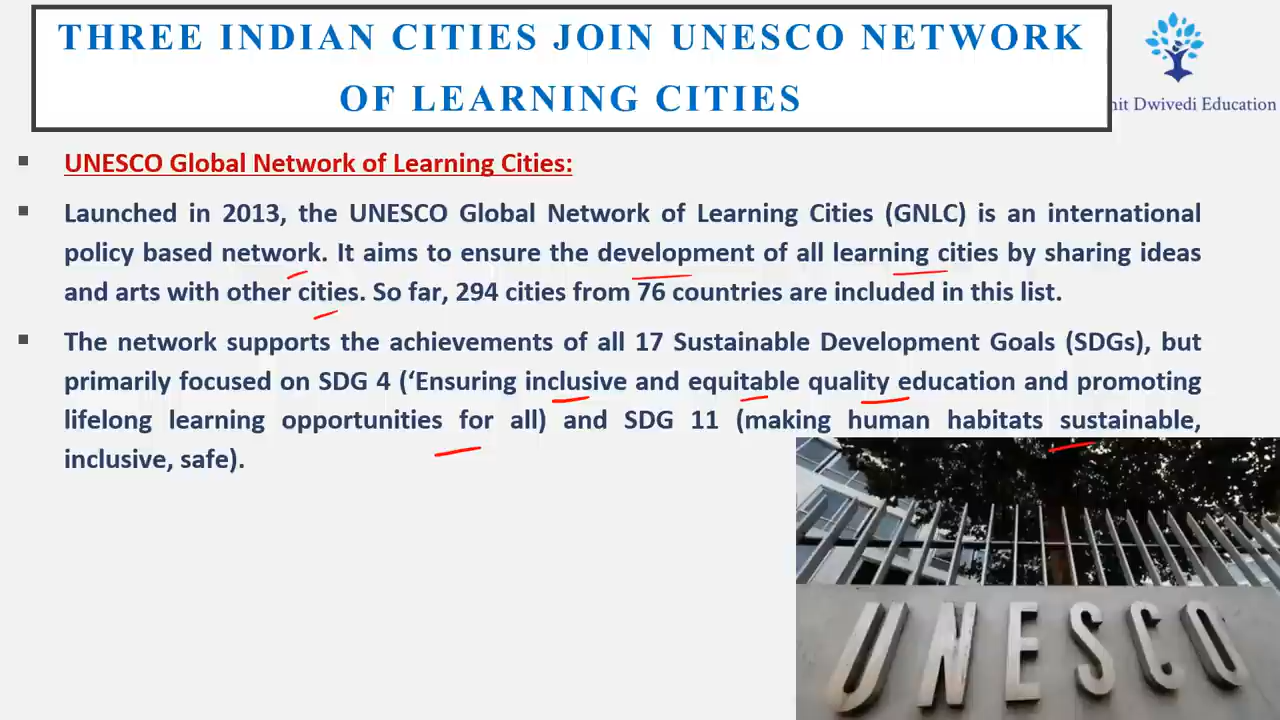 THREE INDIAN CITIES JOIN UNESCO NETWORK
OF LEARNING CITIES
Dwivedi Education
UNESCO Global Network of Learning Cities:
Launched in 2013, the UNESCO Global Network of Learning Cities (GNLC) is an international
policy based network. It aims to ensure the development of all learning cities by sharing ideas
and arts with other cities. So far, 294 cities from 76 countries are included in this list.
The network supports the achievements of all 17 Sustainable Development Goals (SDGs), but
primarily focused on SDG 4 (‘Ensuring inclusive and equitable quality education and promoting
lifelong learning opportunities for all) and SDG 11 (making human habitats sustainable,
inclusive, safe).
UNESCO